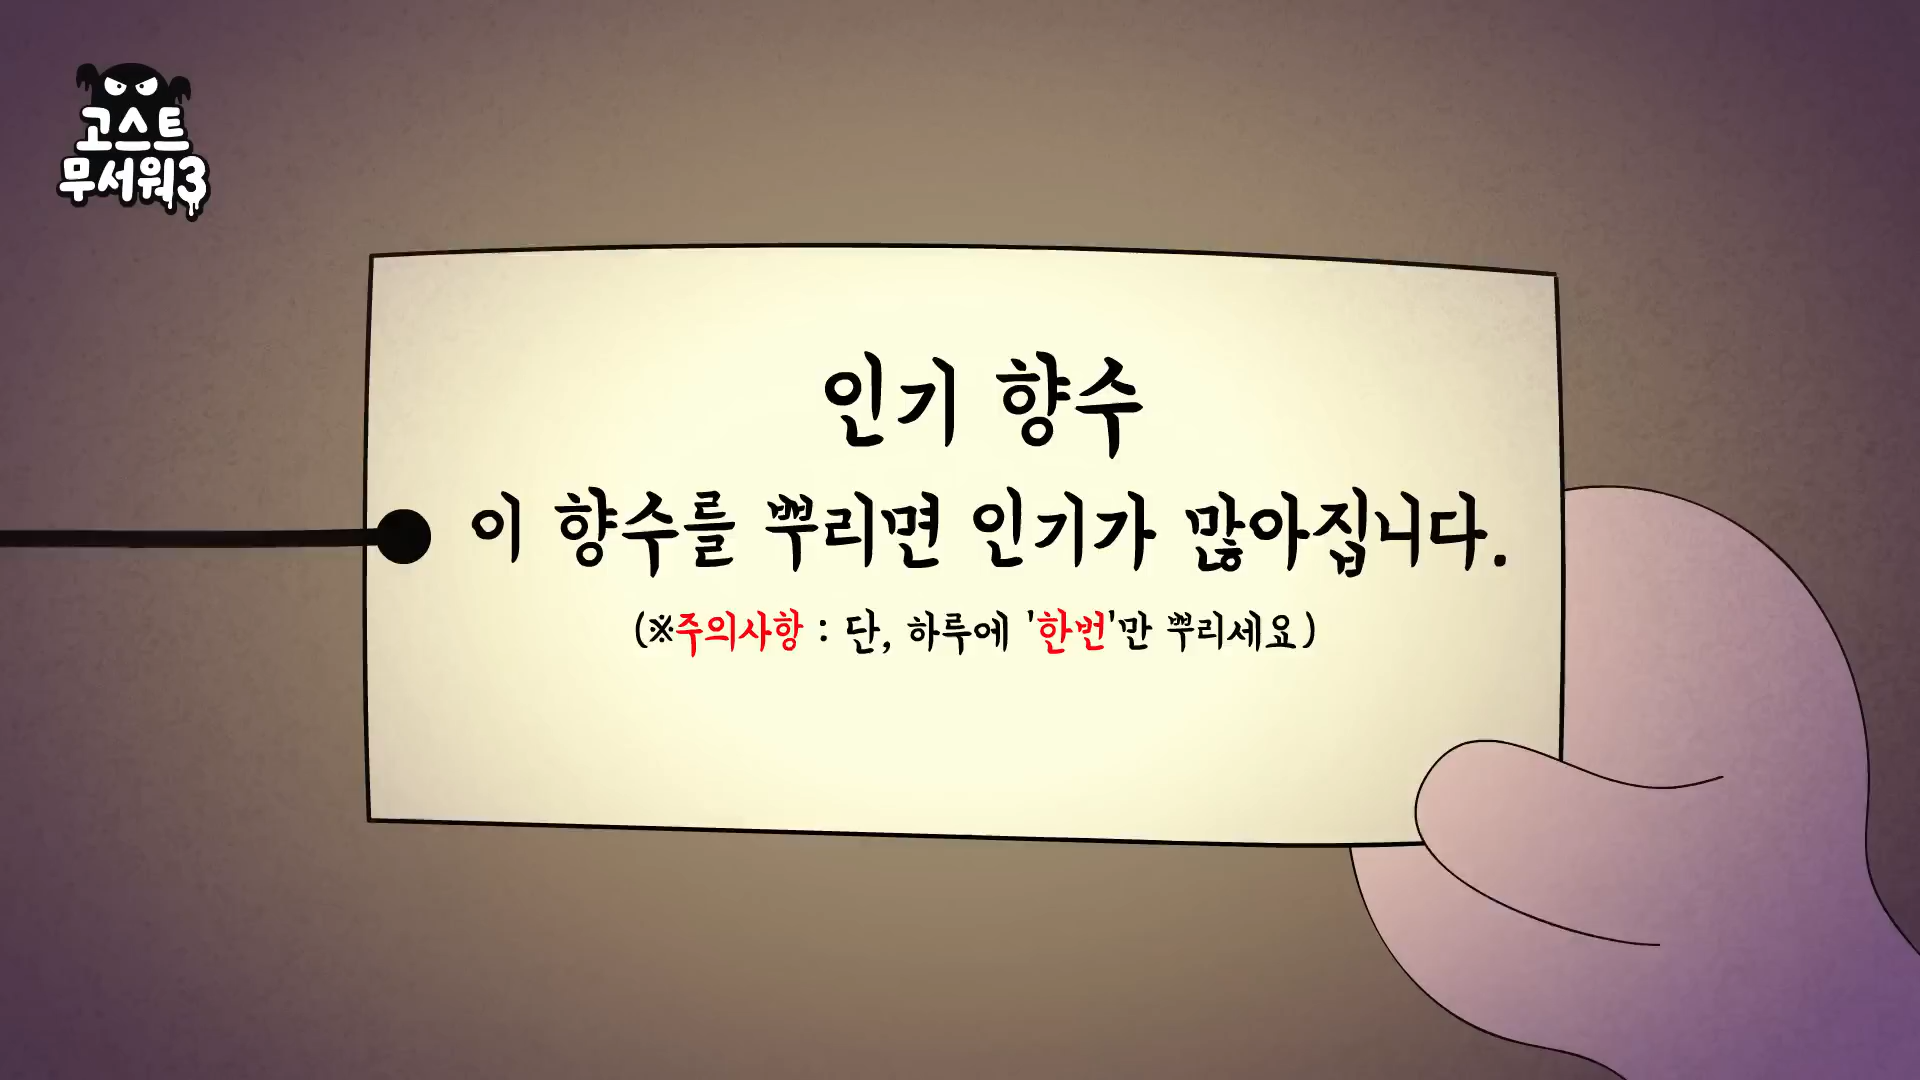 고스트
무서워3
인기 향수
이 향수를 뿌리면 인기가 많아집니다.
(※주의사항 : 단, 하루에 '한번'만 뿌리세요)